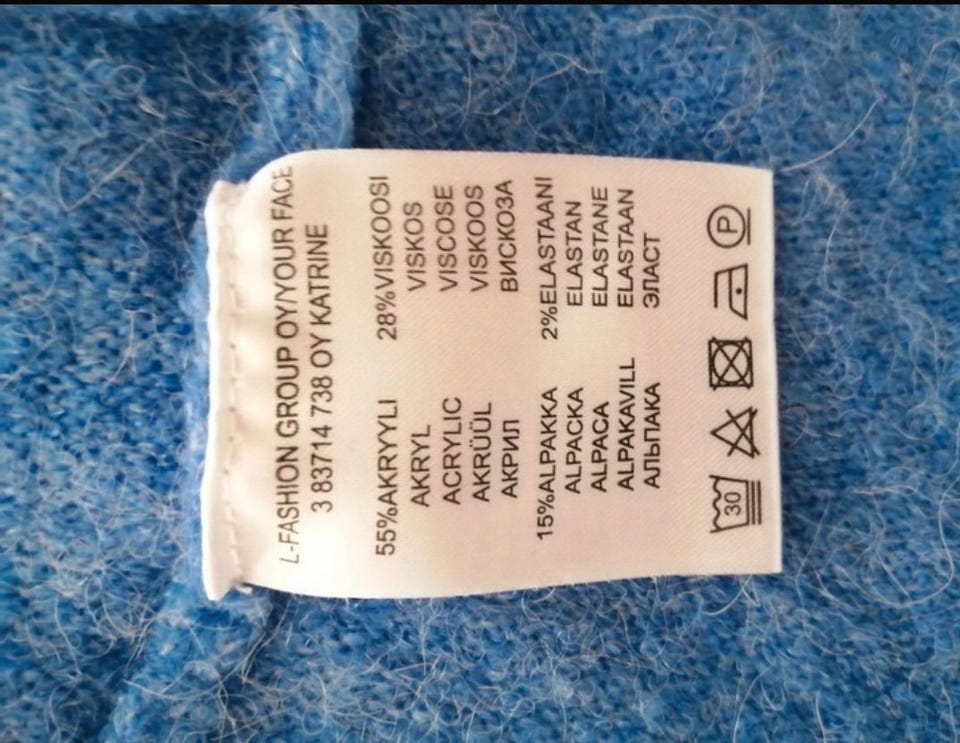 L-FASHION GROUP OY/YOUR FACE
3 83714 738 OY KATRINE
55%AKRYYLI 28%VISKOOSI
AKRYL VISKOS
ACRYLIC VISCOSE
AKRÜÜL VISKOOS
АКРИЛ ВИСКОЗА
15%ALPAKKA 2%ELASTAANI
ALPACKA ELASTAN
ALPACA ELASTANE
ALPAKAVILL ELASTAAN
АЛЬПАКА ЭЛАСТ
30 P